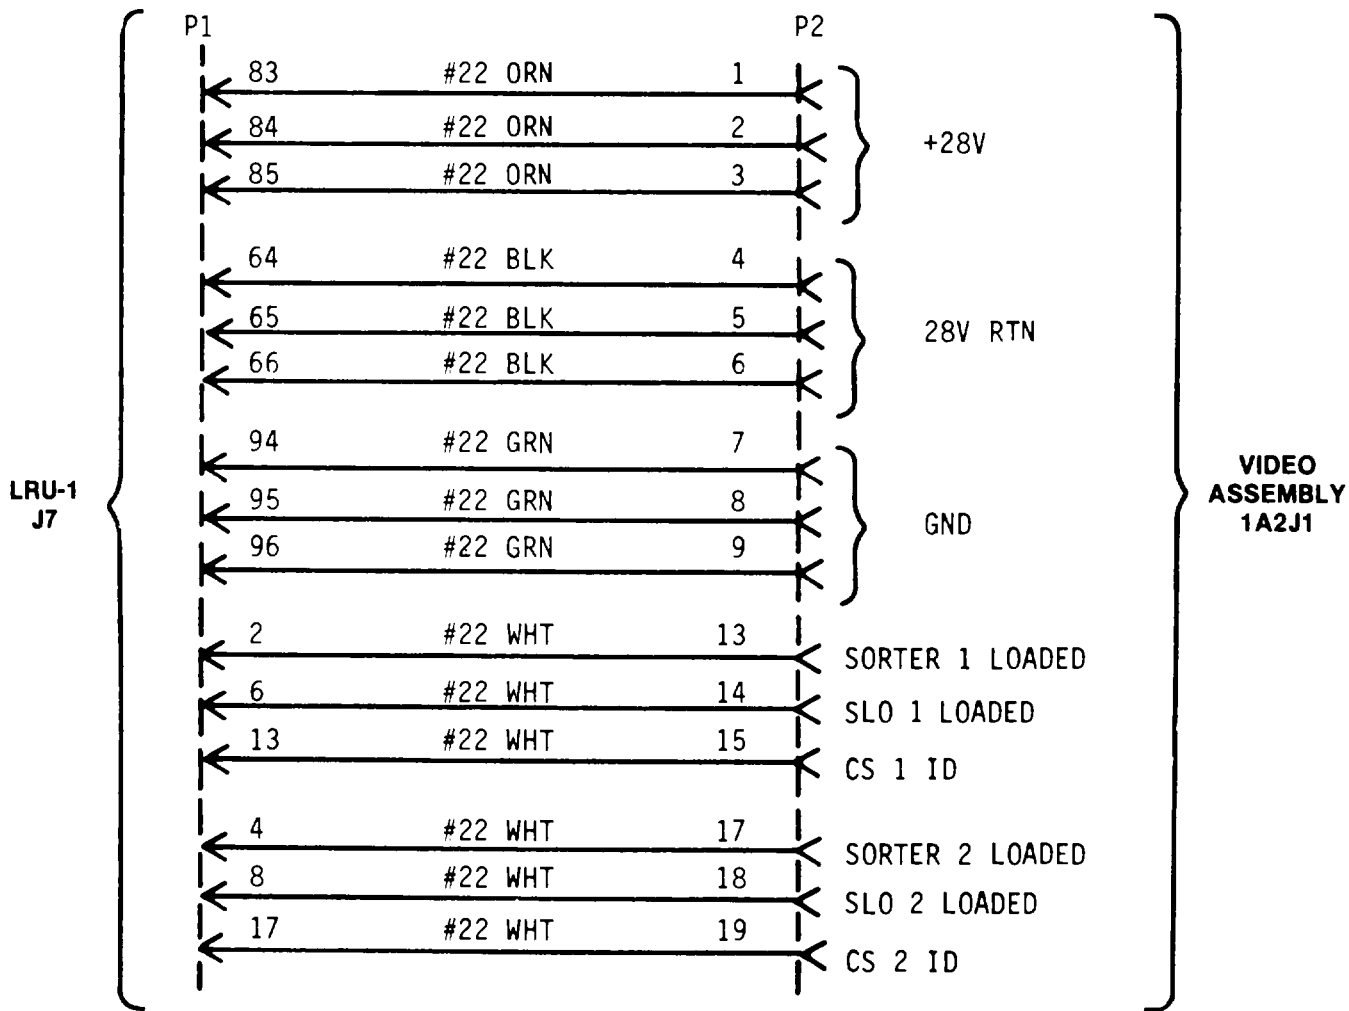 P1 P2
83 #22 ORN 1
84 #22 ORN 2
+28V
85 #22 ORN 3
64 #22 BLK 4
65 #22 BLK 5
28V RTN
66 #22 BLK 6
94 #22 GRN 7
LRU-1
J7
95 #22 GRN 8
GND
96 #22 GRN 9
VIDEO
ASSEMBLY
1A2J1
2 #22 WHT 13
SORTER 1 LOADED
6 #22 WHT 14
SLO 1 LOADED
13 #22 WHT 15
CS 1 ID
4 #22 WHT 17
SORTER 2 LOADED
8 #22 WHT 18
SLO 2 LOADED
17 #22 WHT 19
CS 2 ID